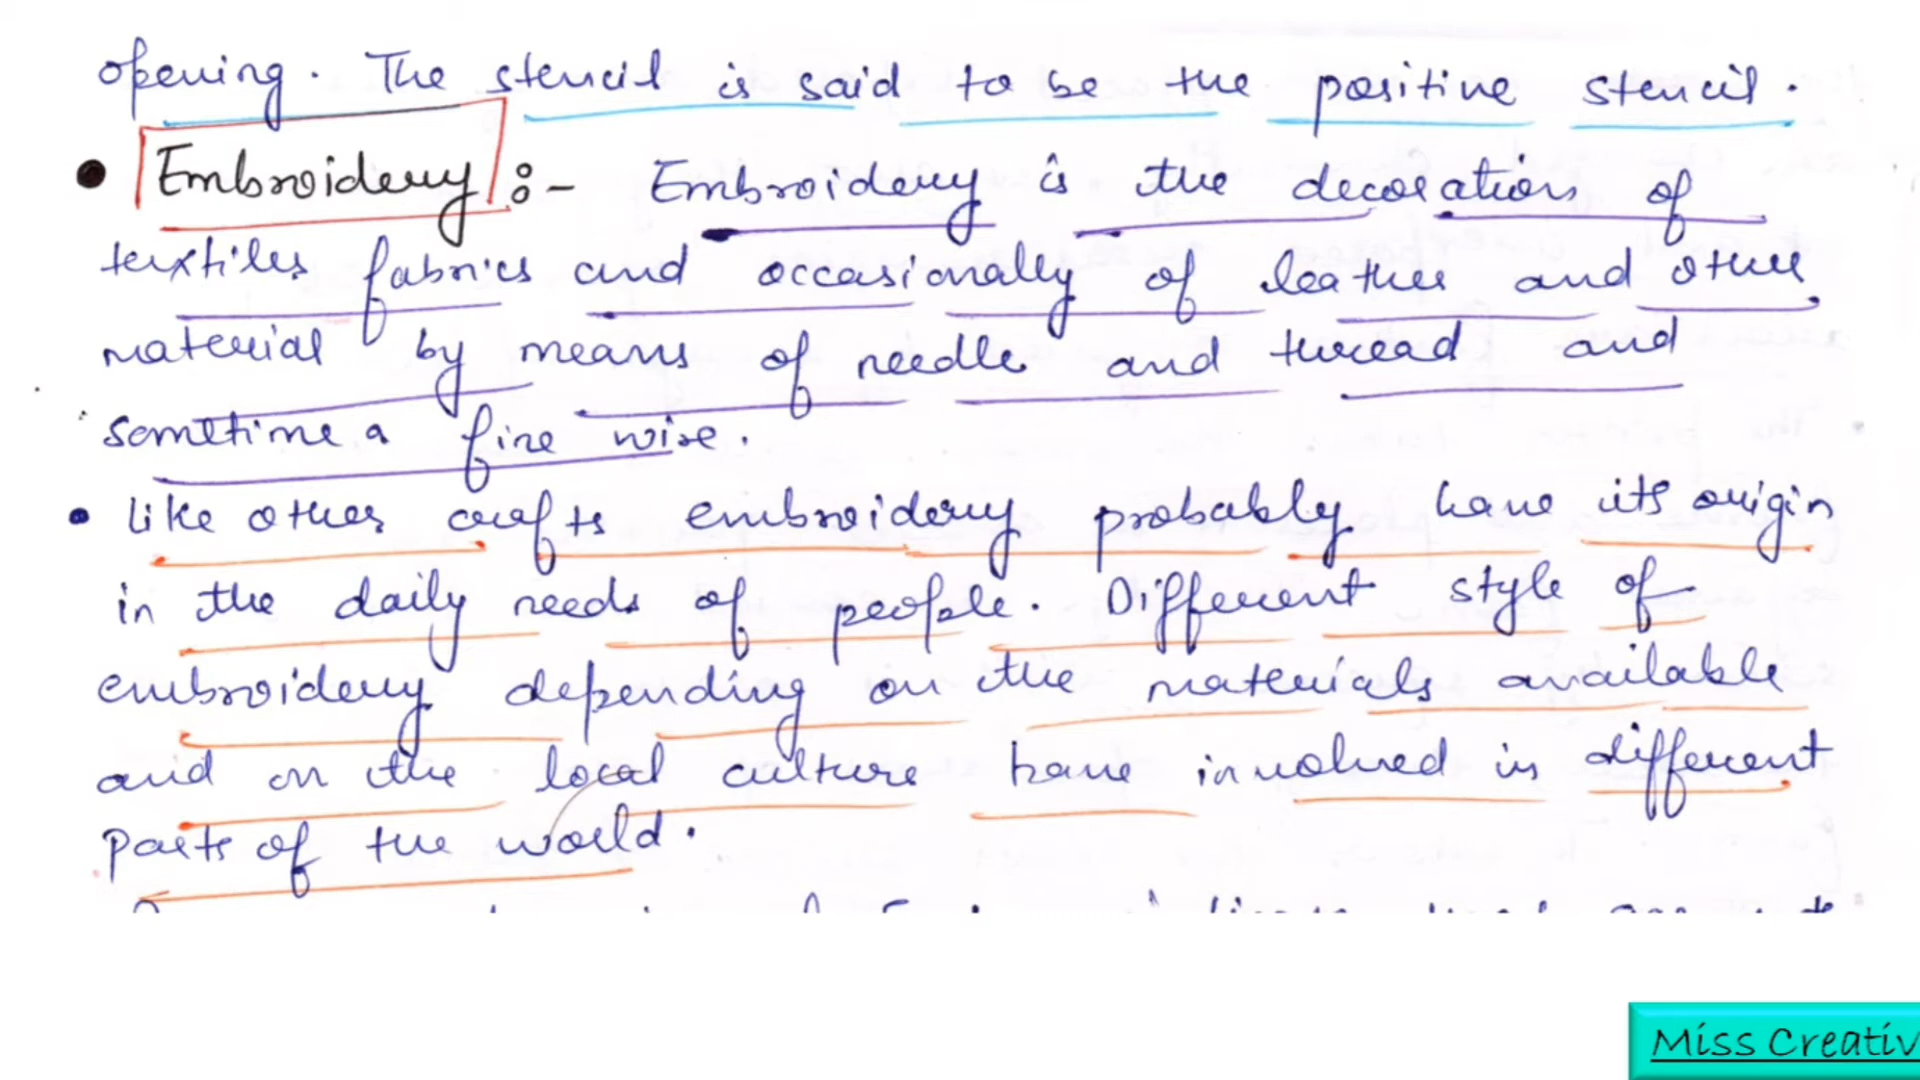 opening. The stencil is said to be the positive stencil.
• Embroidery :- Embroidery is the decorations of
textiles fabrics and occasionally of leather and other
material by means of needle and thread and
sometime a fine wire.
• Like other crafts embroidery probably have its origin
in the daily needs of people. Different style of
embroidery depending on the materials available
and on the local culture have involved in different
parts of the world.
Miss Creativ